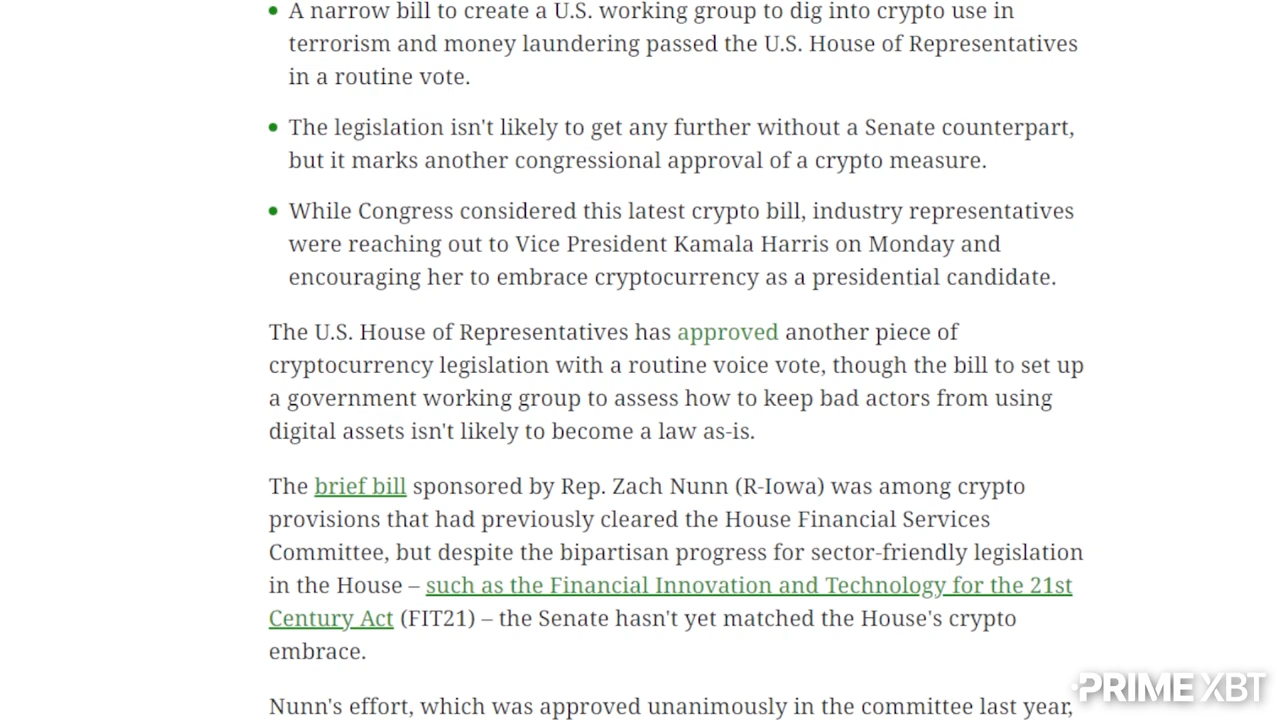 A narrow bill to create a U.S. working group to dig into crypto use in
terrorism and money laundering passed the U.S. House of Representatives
in a routine vote.
The legislation isn't likely to get any further without a Senate counterpart,
but it marks another congressional approval of a crypto measure.
While Congress considered this latest crypto bill, industry representatives
were reaching out to Vice President Kamala Harris on Monday and
encouraging her to embrace cryptocurrency as a presidential candidate.
The U.S. House of Representatives has approved another piece of
cryptocurrency legislation with a routine voice vote, though the bill to set up
a government working group to assess how to keep bad actors from using
digital assets isn't likely to become a law as-is.
The brief bill sponsored by Rep. Zach Nunn (R-Iowa) was among crypto
provisions that had previously cleared the House Financial Services
Committee, but despite the bipartisan progress for sector-friendly legislation
in the House – such as the Financial Innovation and Technology for the 21st
Century Act (FIT21) – the Senate hasn't yet matched the House's crypto
embrace.
Nunn's effort, which was approved unanimously in the committee last year,
PRIME XBT